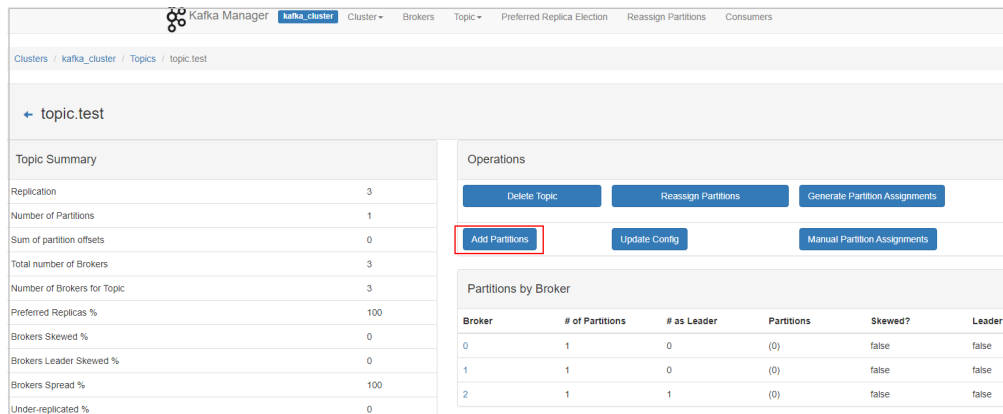 Kafka Manager kafka_cluster Cluster Brokers Topic Preferred Replica Election Reassign Partitions Consumers
Clusters / kafka_cluster / Topics / topic.test
← topic.test
Topic Summary
Replication 3
Number of Partitions 1
Sum of partition offsets 0
Total number of Brokers 3
Number of Brokers for Topic 3
Preferred Replicas % 100
Brokers Skewed % 0
Brokers Leader Skewed % 0
Brokers Spread % 100
Under-replicated % 0
Operations
Delete Topic Reassign Partitions Generate Partition Assignments
Add Partitions Update Config Manual Partition Assignments
Partitions by Broker
Broker # of Partitions # as Leader Partitions Skewed? Leader
0 1 0 (0) false false
1 1 0 (0) false false
2 1 1 (0) false false